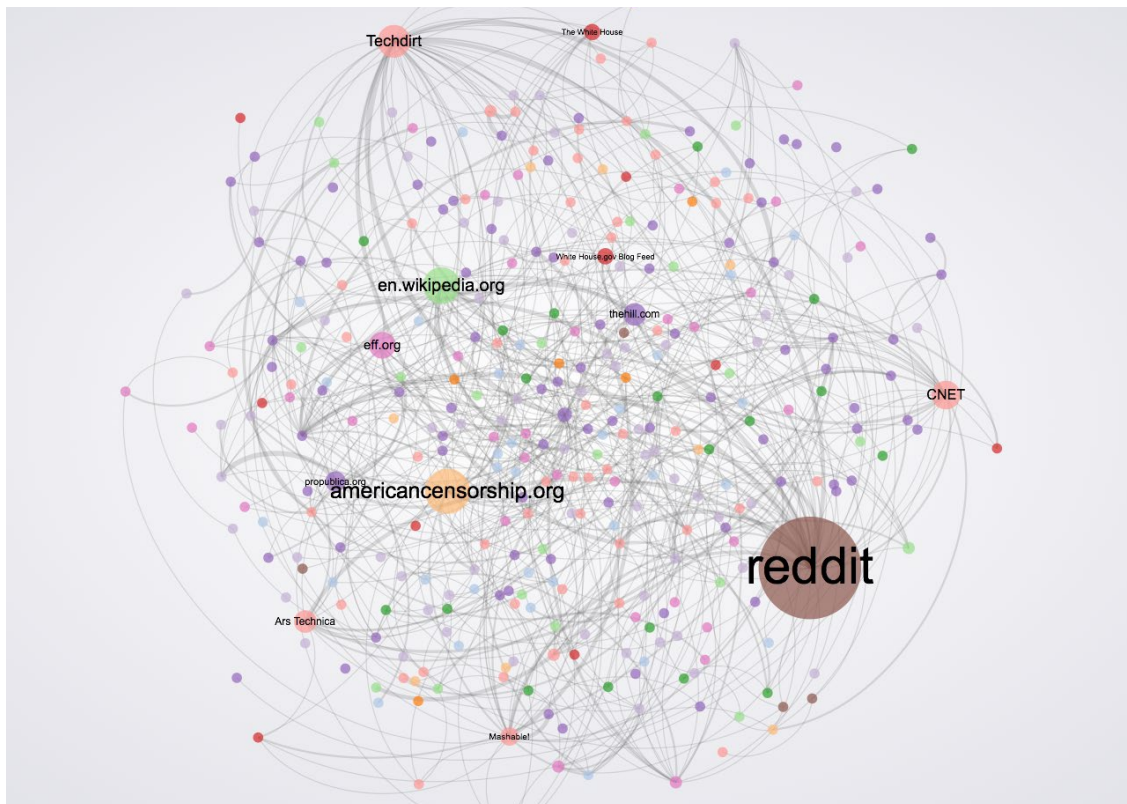 The White House
Techdirt
White House.gov Blog Feed
en.wikipedia.org
thehill.com
eff.org
CNET
propublica.org
americancensorship.org
reddit
Ars Technica
Mashable!